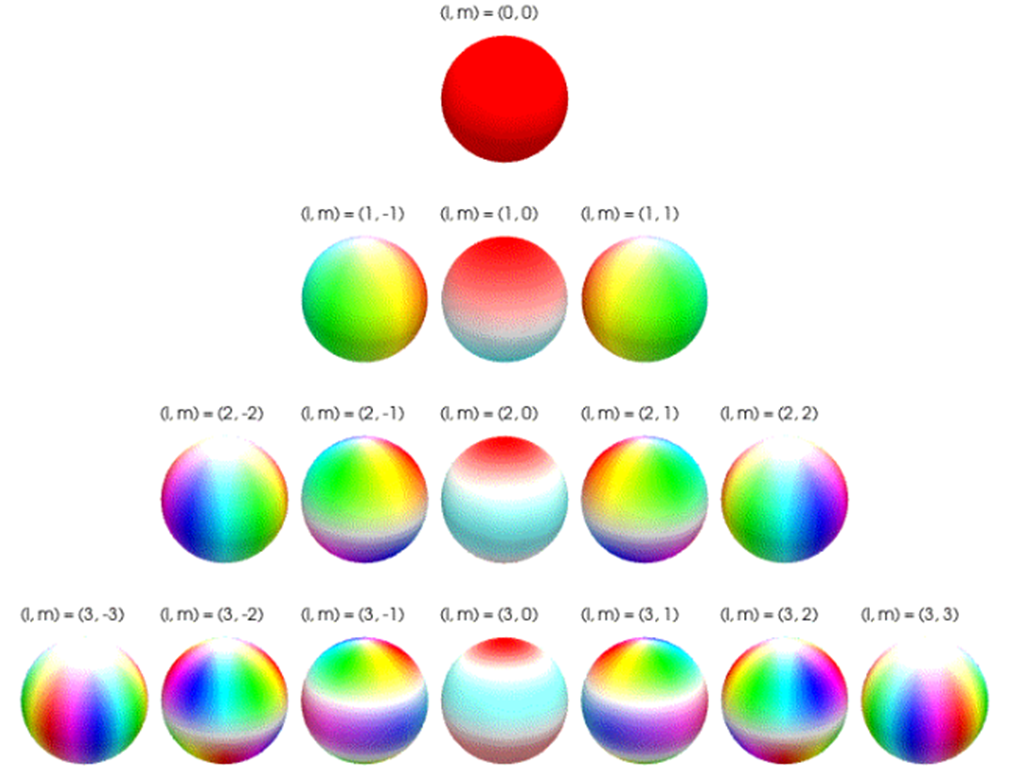 (l, m) = (0, 0)
(l, m) = (1, -1) (l, m) = (1, 0) (l, m) = (1, 1)
(l, m) = (2, -2) (l, m) = (2, -1) (l, m) = (2, 0) (l, m) = (2, 1) (l, m) = (2, 2)
(l, m) = (3, -3) (l, m) = (3, -2) (l, m) = (3, -1) (l, m) = (3, 0) (l, m) = (3, 1) (l, m) = (3, 2) (l, m) = (3, 3)